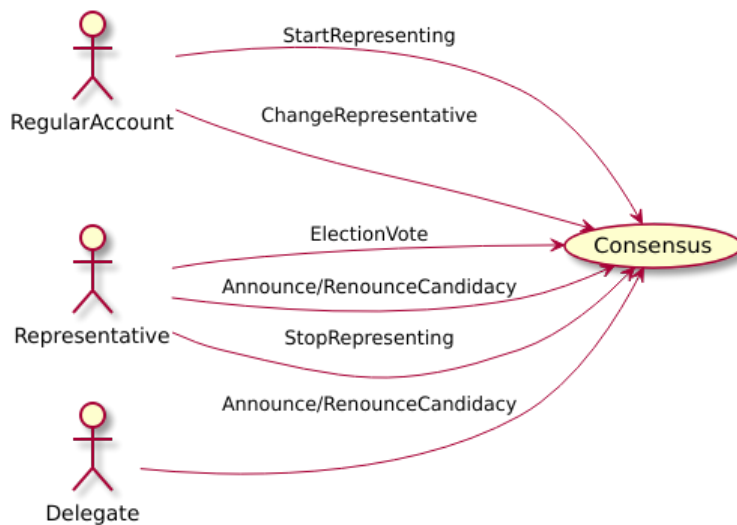 StartRepresenting
RegularAccount
ChangeRepresentative
ElectionVote
Consensus
Announce/RenounceCandidacy
Representative
StopRepresenting
Announce/RenounceCandidacy
Delegate